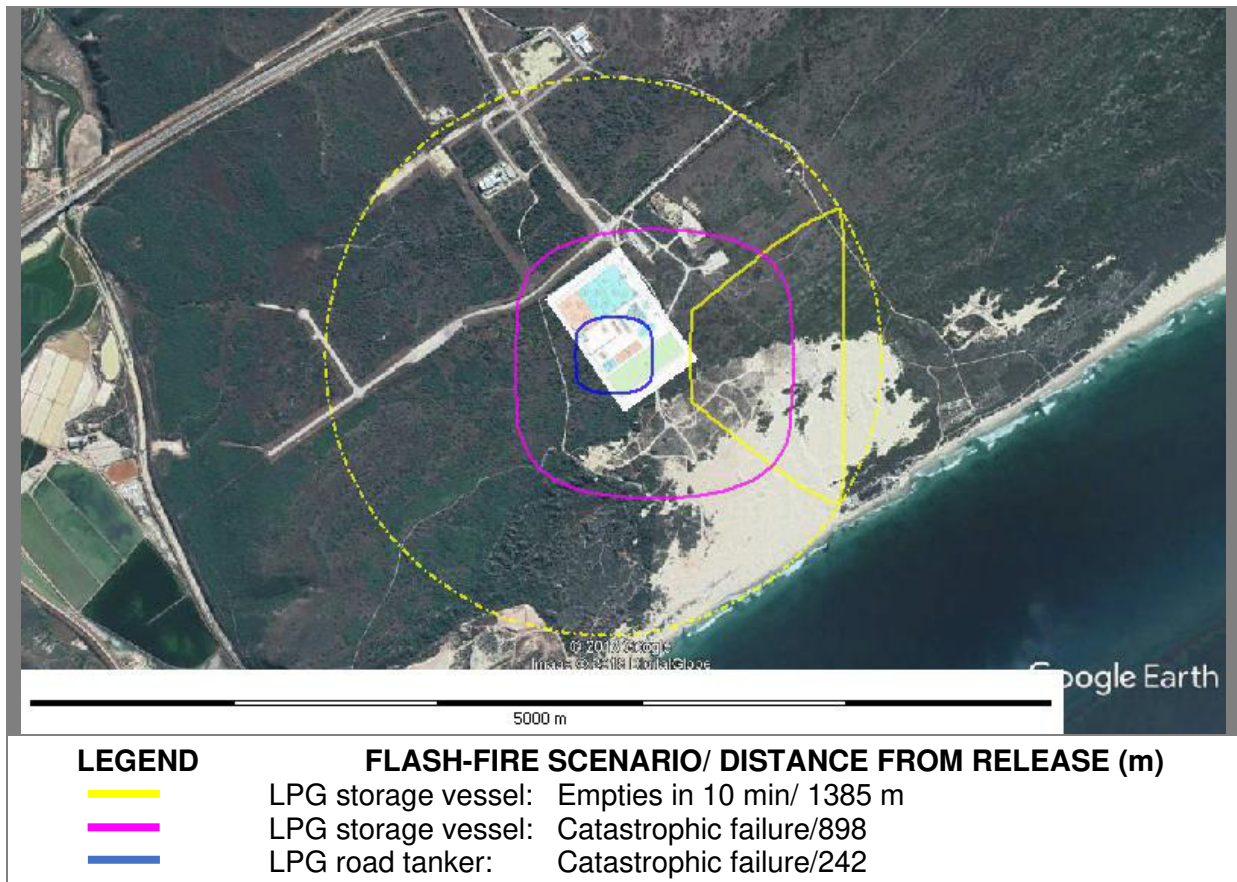 © 2018 Google
Image © 2018 DigitalGlobe
Google Earth
5000 m
LEGEND FLASH-FIRE SCENARIO/ DISTANCE FROM RELEASE (m)
LPG storage vessel: Empties in 10 min/ 1385 m
LPG storage vessel: Catastrophic failure/898
LPG road tanker: Catastrophic failure/242